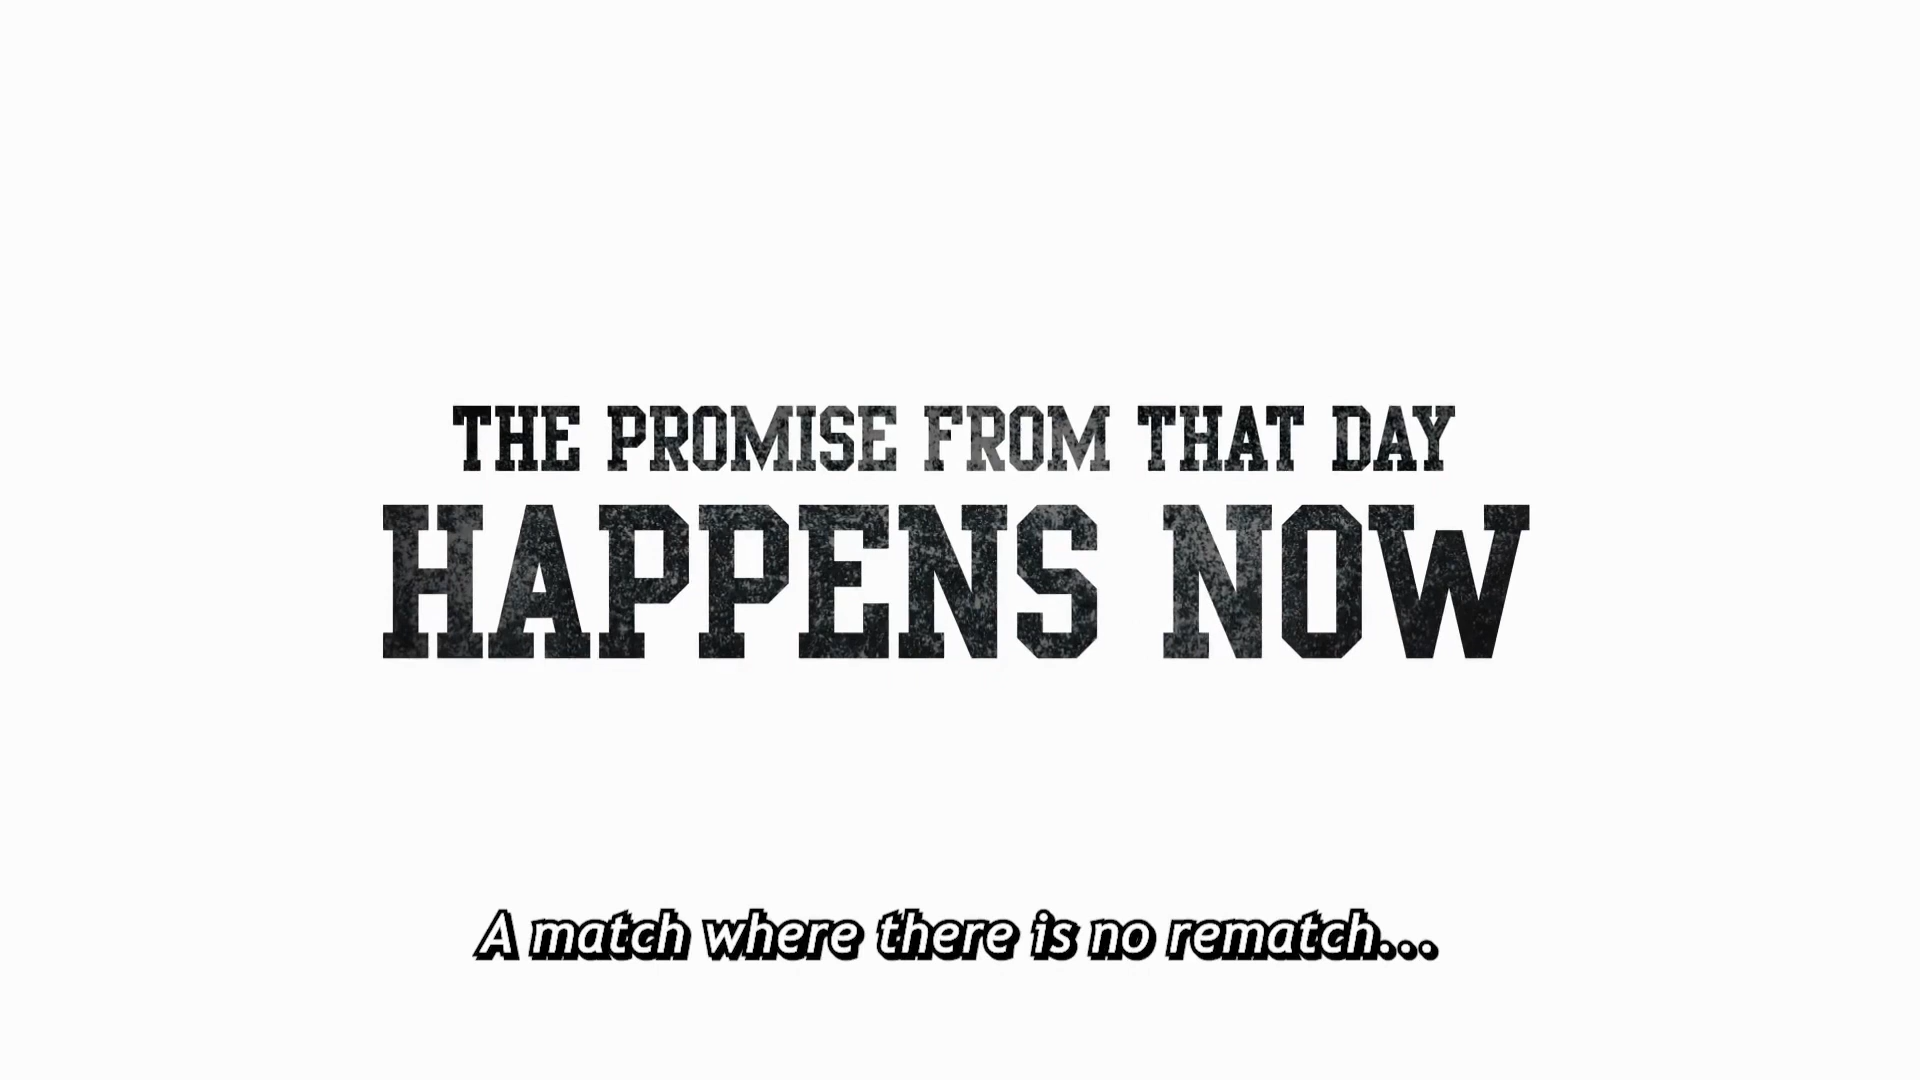 THE PROMISE FROM THAT DAY
HAPPENS NOW
A match where there is no rematch...